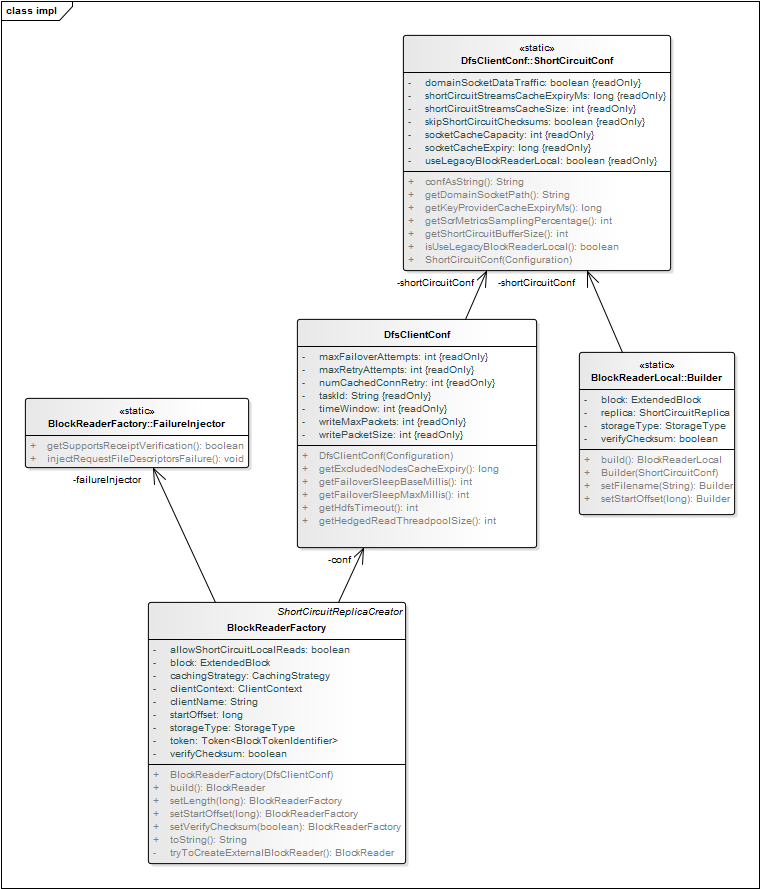 class impl
«static»
DfsClientConf::ShortCircuitConf
- domainSocketDataTraffic: boolean {readOnly}
- shortCircuitStreamsCacheExpiryMs: long {readOnly}
- shortCircuitStreamsCacheSize: int {readOnly}
- skipShortCircuitChecksums: boolean {readOnly}
- socketCacheCapacity: int {readOnly}
- socketCacheExpiry: long {readOnly}
- useLegacyBlockReaderLocal: boolean {readOnly}
+ confAsString(): String
+ getDomainSocketPath(): String
+ getKeyProviderCacheExpiryMs(): long
+ getScrMetricsSamplingPercentage(): int
+ getShortCircuitBufferSize(): int
+ isUseLegacyBlockReaderLocal(): boolean
+ ShortCircuitConf(Configuration)
-shortCircuitConf
-shortCircuitConf
DfsClientConf
- maxFailoverAttempts: int {readOnly}
- maxRetryAttempts: int {readOnly}
- numCachedConnRetry: int {readOnly}
- taskId: String {readOnly}
- timeWindow: int {readOnly}
- writeMaxPackets: int {readOnly}
- writePacketSize: int {readOnly}
+ DfsClientConf(Configuration)
+ getExcludedNodesCacheExpiry(): long
+ getFailoverSleepBaseMillis(): int
+ getFailoverSleepMaxMillis(): int
+ getHdfsTimeout(): int
+ getHedgedReadThreadpoolSize(): int
«static»
BlockReaderLocal::Builder
- block: ExtendedBlock
- replica: ShortCircuitReplica
- storageType: StorageType
- verifyChecksum: boolean
+ build(): BlockReaderLocal
+ Builder(ShortCircuitConf)
+ setFilename(String): Builder
+ setStartOffset(long): Builder
«static»
BlockReaderFactory::FailureInjector
+ getSupportsReceiptVerification(): boolean
+ injectRequestFileDescriptorsFailure(): void
-failureInjector
-conf
ShortCircuitReplicaCreator
BlockReaderFactory
- allowShortCircuitLocalReads: boolean
- block: ExtendedBlock
- cachingStrategy: CachingStrategy
- clientContext: ClientContext
- clientName: String
- startOffset: long
- storageType: StorageType
- token: Token<BlockTokenIdentifier>
- verifyChecksum: boolean
+ BlockReaderFactory(DfsClientConf)
+ build(): BlockReader
+ setLength(long): BlockReaderFactory
+ setStartOffset(long): BlockReaderFactory
+ setVerifyChecksum(boolean): BlockReaderFactory
+ toString(): String
- tryToCreateExternalBlockReader(): BlockReader